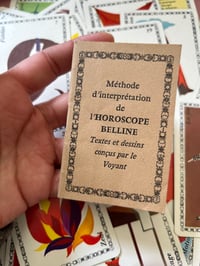 Méthode
d'interprétation
de
l'HOROSCOPE
BELLINE
Textes et dessins
conçus par le
Voyant